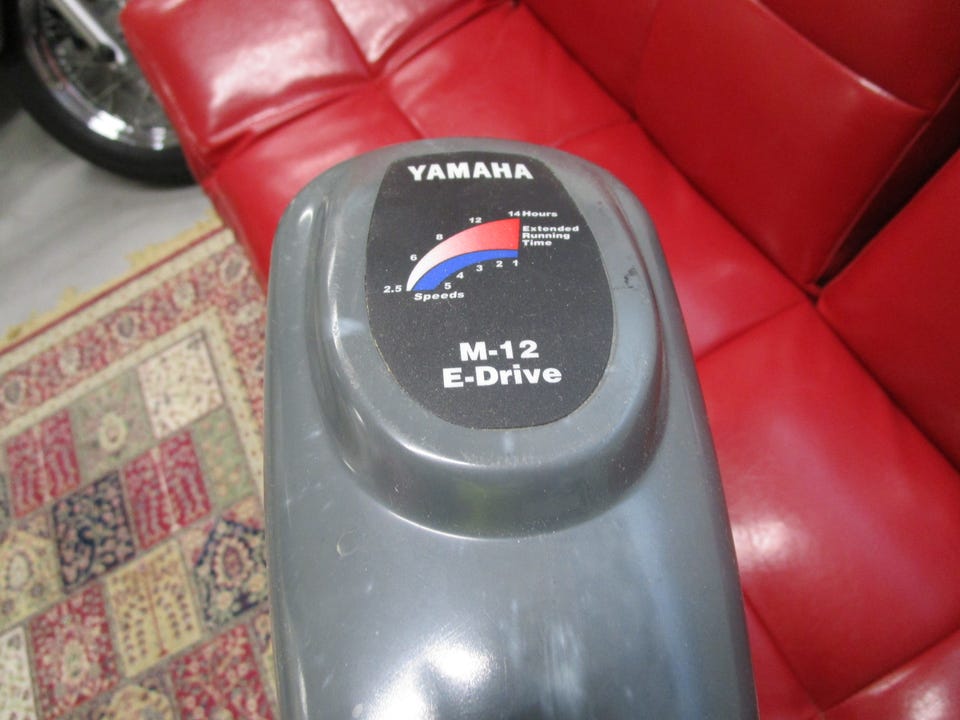 YAMAHA
14 Hours
12
8
6
2.5
Extended
Running
Time
1
2
3
4
5
Speeds
M-12
E-Drive